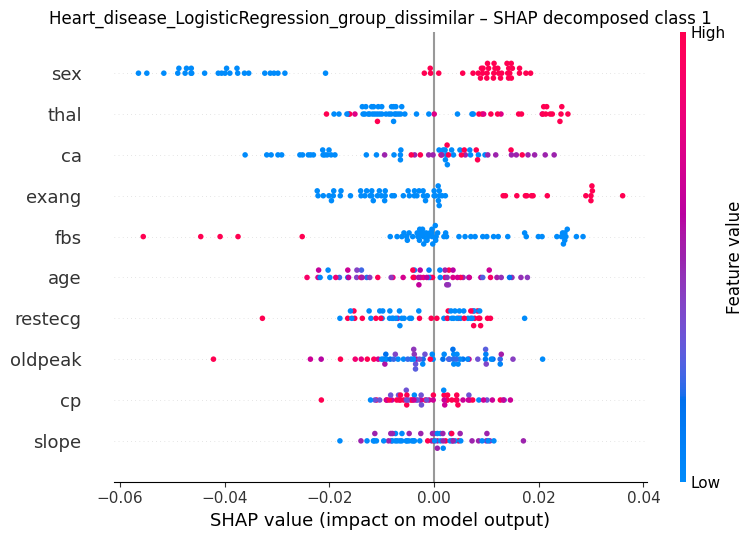 Heart_disease_LogisticRegression_group_dissimilar – SHAP decomposed class 1
High
sex
thal
ca
exang
fbs
age
restecg
oldpeak
cp
slope
Feature value
Low
−0.06 −0.04 −0.02 0.00 0.02 0.04
SHAP value (impact on model output)